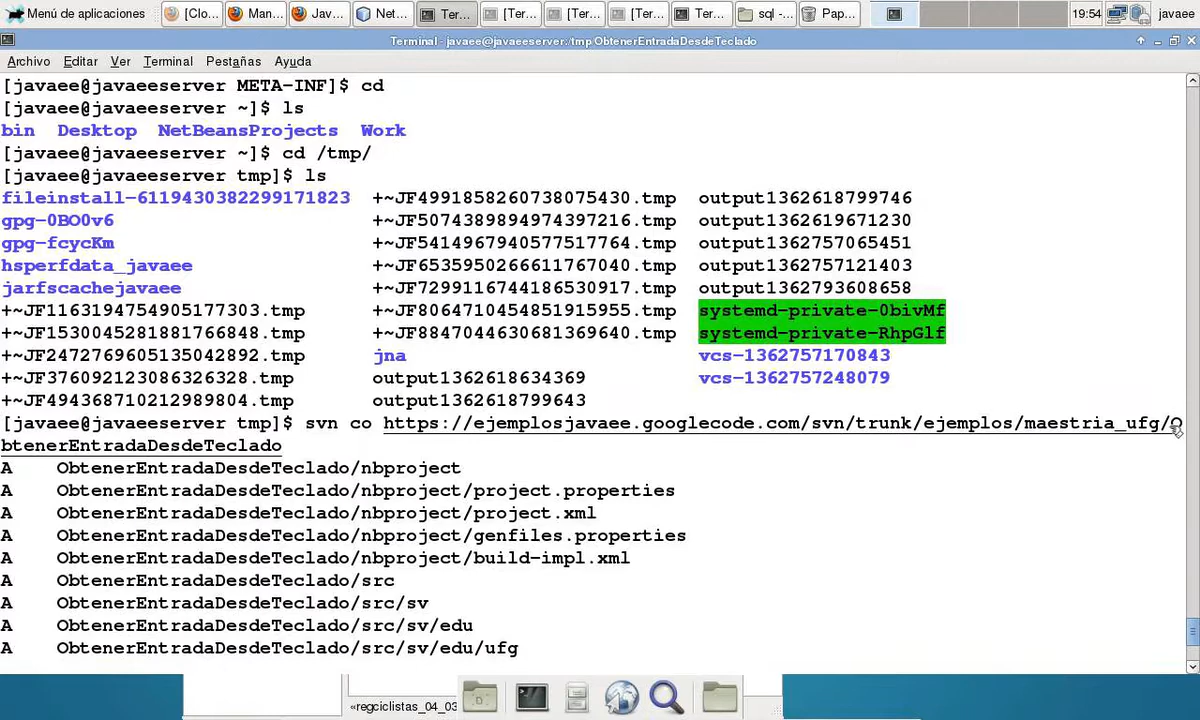 Menú de aplicaciones [Clo... Man... Jav... Net... Ter... [Ter... [Ter... [Ter... Ter... sql -... Pap... 19:54 javaee
Terminal - javaee@javaeeserver:/tmp/ObtenerEntradaDesdeTeclado
Archivo Editar Ver Terminal Pestañas Ayuda
[javaee@javaeeserver META-INF]$ cd
[javaee@javaeeserver ~]$ ls
bin Desktop NetBeansProjects Work
[javaee@javaeeserver ~]$ cd /tmp/
[javaee@javaeeserver tmp]$ ls
fileinstall-6119430382299171823 +~JF4991858260738075430.tmp output1362618799746
gpg-0BO0v6 +~JF5074389894974397216.tmp output1362619671230
gpg-fcycKm +~JF5414967940577517764.tmp output1362757065451
hsperfdata_javaee +~JF6535950266611767040.tmp output1362757121403
jarfscachejavaee +~JF7299116744186530917.tmp output1362793608658
+~JF1163194754905177303.tmp +~JF8064710454851915955.tmp systemd-private-0bivMf
+~JF1530045281881766848.tmp +~JF8847044630681369640.tmp systemd-private-RhpGlf
+~JF2472769605135042892.tmp jna vcs-1362757170843
+~JF376092123086326328.tmp output1362618634369 vcs-1362757248079
+~JF494368710212989804.tmp output1362618799643
[javaee@javaeeserver tmp]$ svn co https://ejemplosjavaee.googlecode.com/svn/trunk/ejemplos/maestria_ufg/O
btenerEntradaDesdeTeclado
A ObtenerEntradaDesdeTeclado/nbproject
A ObtenerEntradaDesdeTeclado/nbproject/project.properties
A ObtenerEntradaDesdeTeclado/nbproject/project.xml
A ObtenerEntradaDesdeTeclado/nbproject/genfiles.properties
A ObtenerEntradaDesdeTeclado/nbproject/build-impl.xml
A ObtenerEntradaDesdeTeclado/src
A ObtenerEntradaDesdeTeclado/src/sv
A ObtenerEntradaDesdeTeclado/src/sv/edu
A ObtenerEntradaDesdeTeclado/src/sv/edu/ufg
«regciclistas_04_03